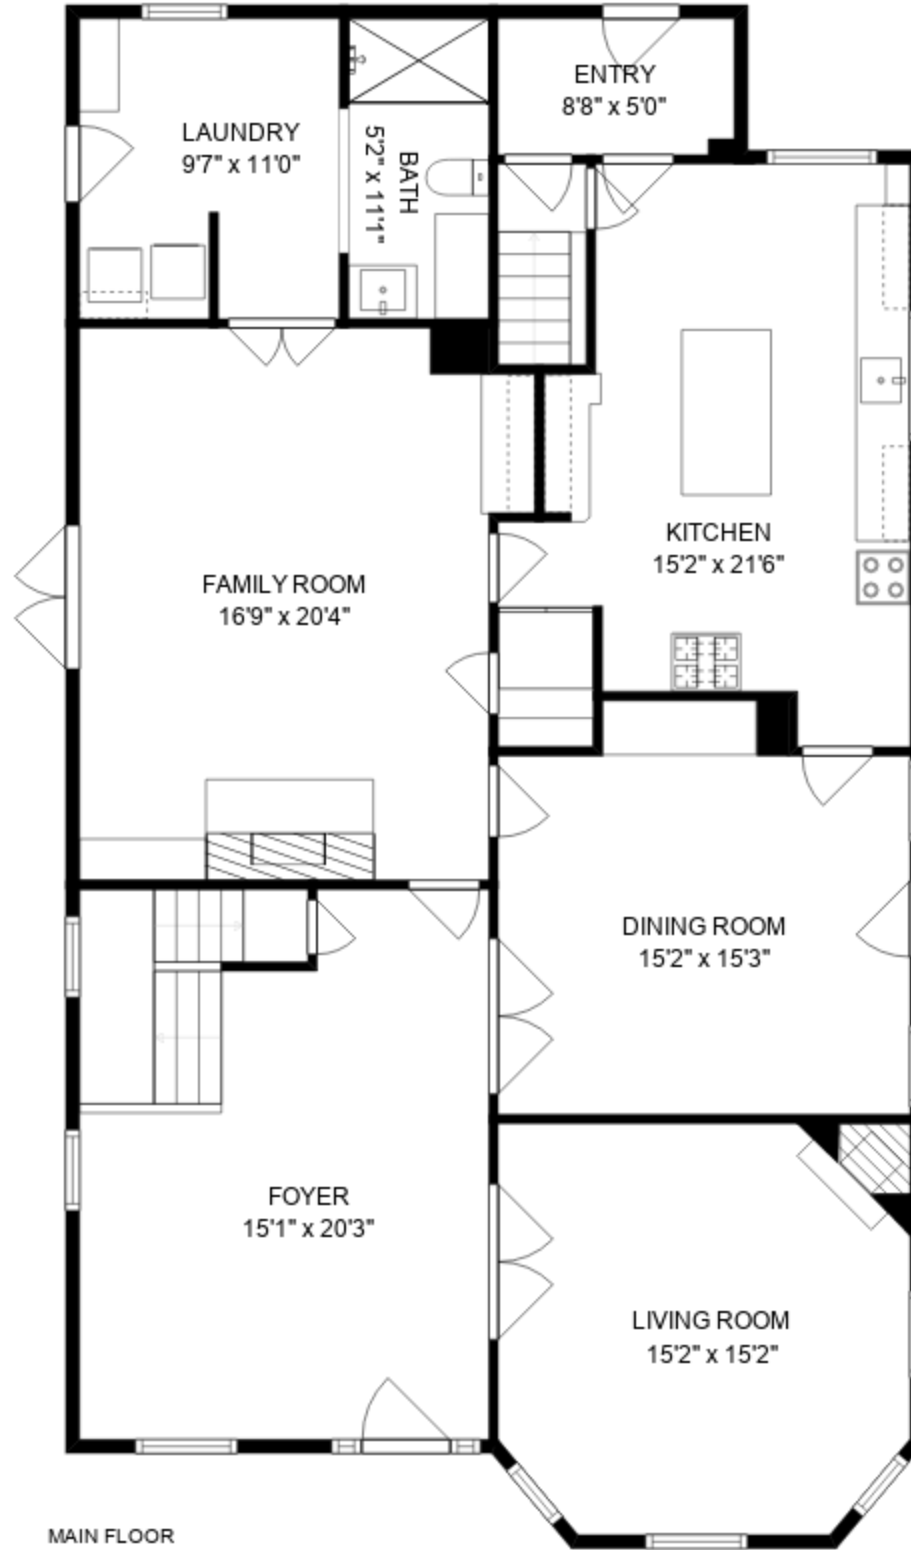 ENTRY
8'8" x 5'0"
LAUNDRY
9'7" x 11'0"
BATH
5'2" x 11'1"
KITCHEN
15'2" x 21'6"
FAMILY ROOM
16'9" x 20'4"
DINING ROOM
15'2" x 15'3"
FOYER
15'1" x 20'3"
LIVING ROOM
15'2" x 15'2"
MAIN FLOOR